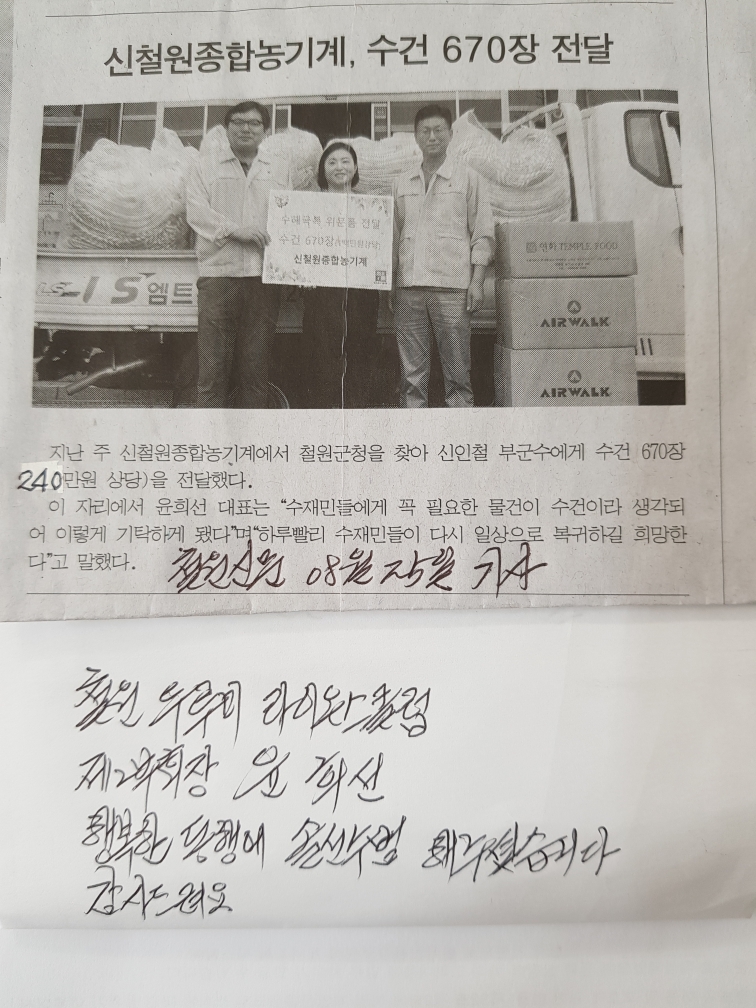 신철원종합농기계, 수건 670장 전달
수해극복 위문품 전달
수건 670장
신철원종합농기계
LS엠트
TEMPLE FOOD
AIRWALK
AIRWALK
지난 주 신철원종합농기계에서 철원군청을 찾아 신인철 부군수에게 수건 670장
240만원 상당)을 전달했다.
이 자리에서 윤희선 대표는 “수재민들에게 꼭 필요한 물건이 수건이라 생각되
어 이렇게 기탁하게 됐다”며“하루빨리 수재민들이 다시 일상으로 복귀하길 희망한
다”고 말했다.
철원신문 08월 25일 기사
철원 두루미 라이온스클럽
제2부회장 윤희선
행복한 동행에 솔선수범 해주셨습니다
감사드려요